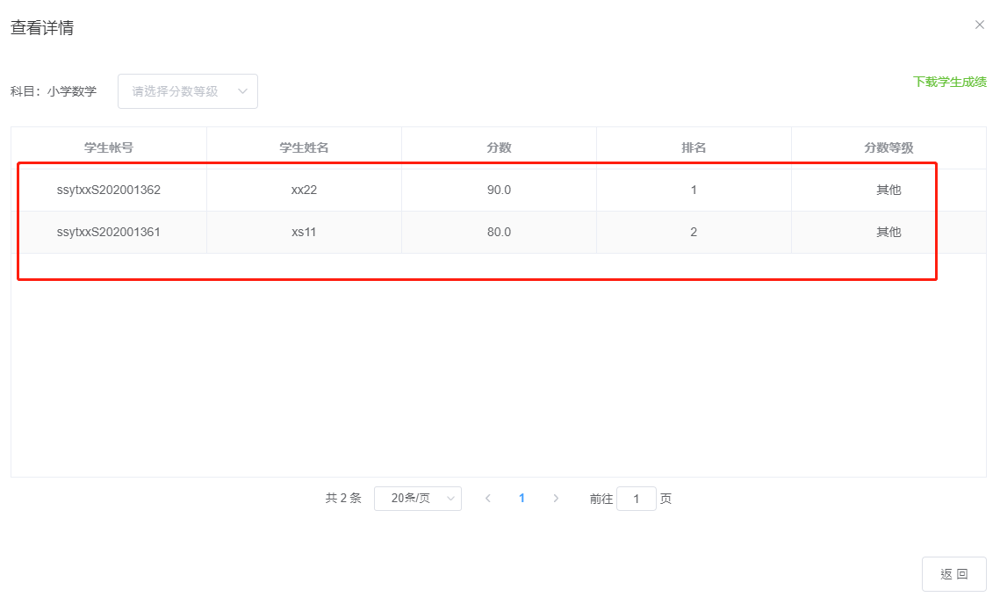 查看详情
科目：小学数学 请选择分数等级 下载学生成绩
学生帐号 学生姓名 分数 排名 分数等级
ssytxxS202001362 xx22 90.0 1 其他
ssytxxS202001361 xs11 80.0 2 其他
共 2 条 20条/页 1 前往 1 页
返 回